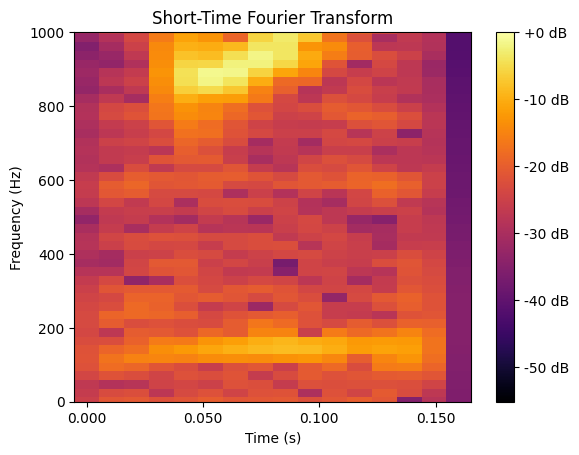 Short-Time Fourier Transform
1000
800
600
400
200
0
Frequency (Hz)
0.000
0.050
0.100
0.150
Time (s)
+0 dB
-10 dB
-20 dB
-30 dB
-40 dB
-50 dB